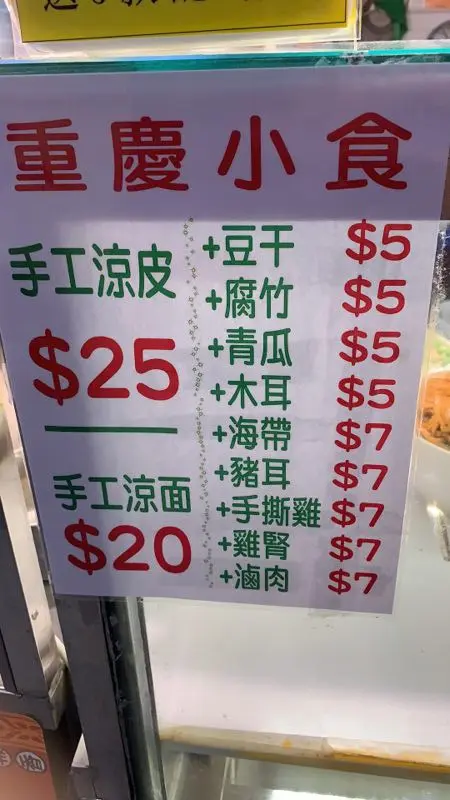 重慶小食
手工涼皮
$25
手工涼面
$20
+豆干 $5
+腐竹 $5
+青瓜 $5
+木耳 $5
+海帶 $7
+豬耳 $7
+手撕雞 $7
+雞腎 $7
+滷肉 $7